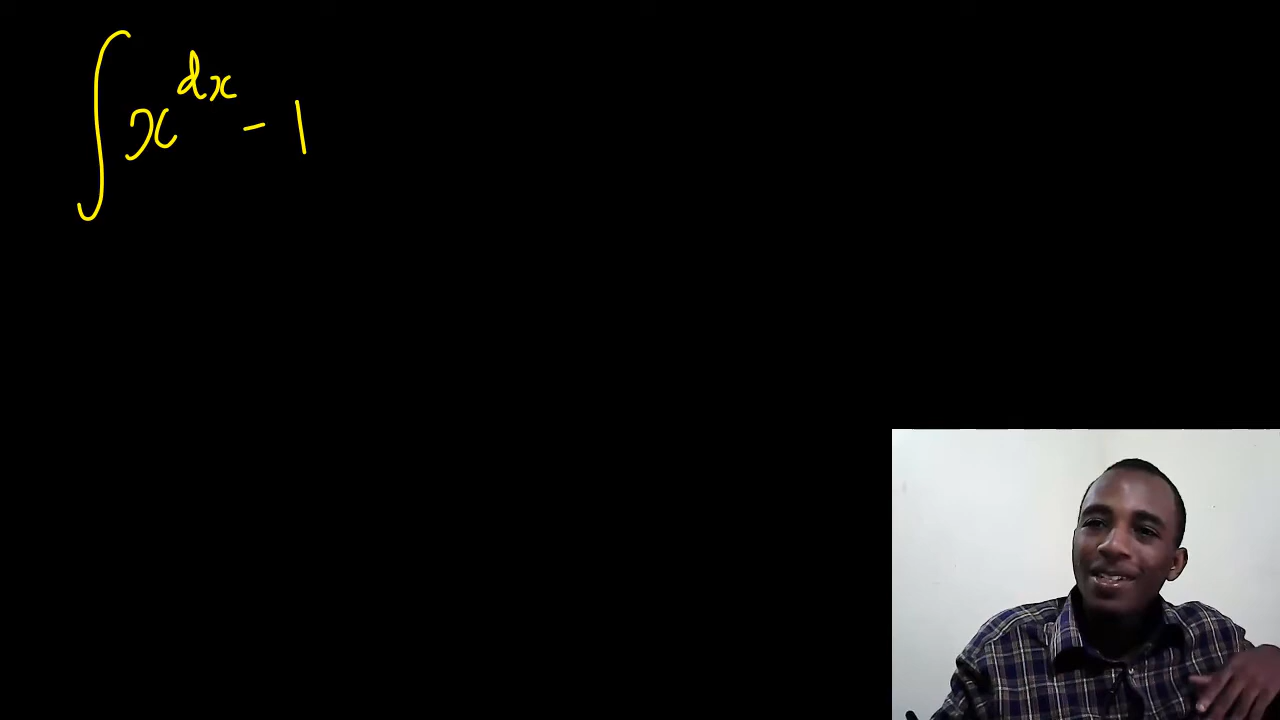 ∫ x^{dx} - 1